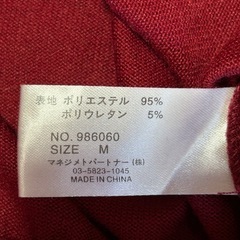 表地 ポリエステル 95%
ポリウレタン 5%
NO. 986060
SIZE M
マネジメトパートナー(株)
03-5823-1045
MADE IN CHINA